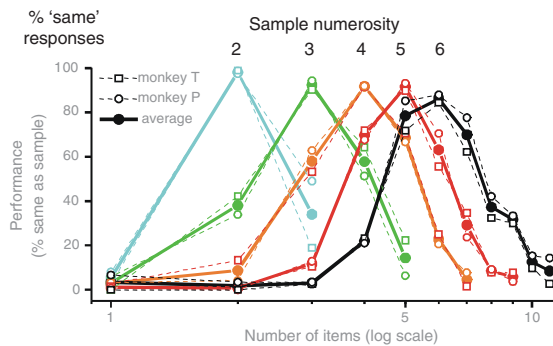 % ‘same’
responses
Sample numerosity
2 3 4 5 6
100
80
60
40
20
0
monkey T
monkey P
average
Performance
(% same as sample)
1 5 10
Number of items (log scale)